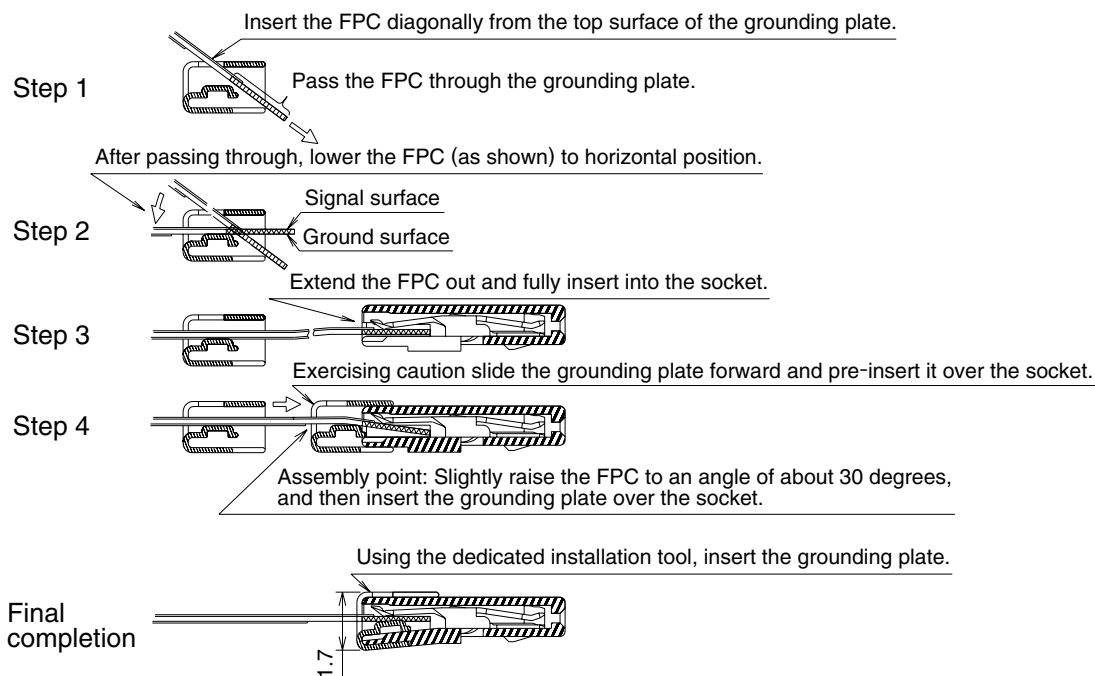 Insert the FPC diagonally from the top surface of the grounding plate.
Step 1
Pass the FPC through the grounding plate.
After passing through, lower the FPC (as shown) to horizontal position.
Step 2
Signal surface
Ground surface
Extend the FPC out and fully insert into the socket.
Step 3
Exercising caution slide the grounding plate forward and pre-insert it over the socket.
Step 4
Assembly point: Slightly raise the FPC to an angle of about 30 degrees,
and then insert the grounding plate over the socket.
Using the dedicated installation tool, insert the grounding plate.
Final
completion
1.7